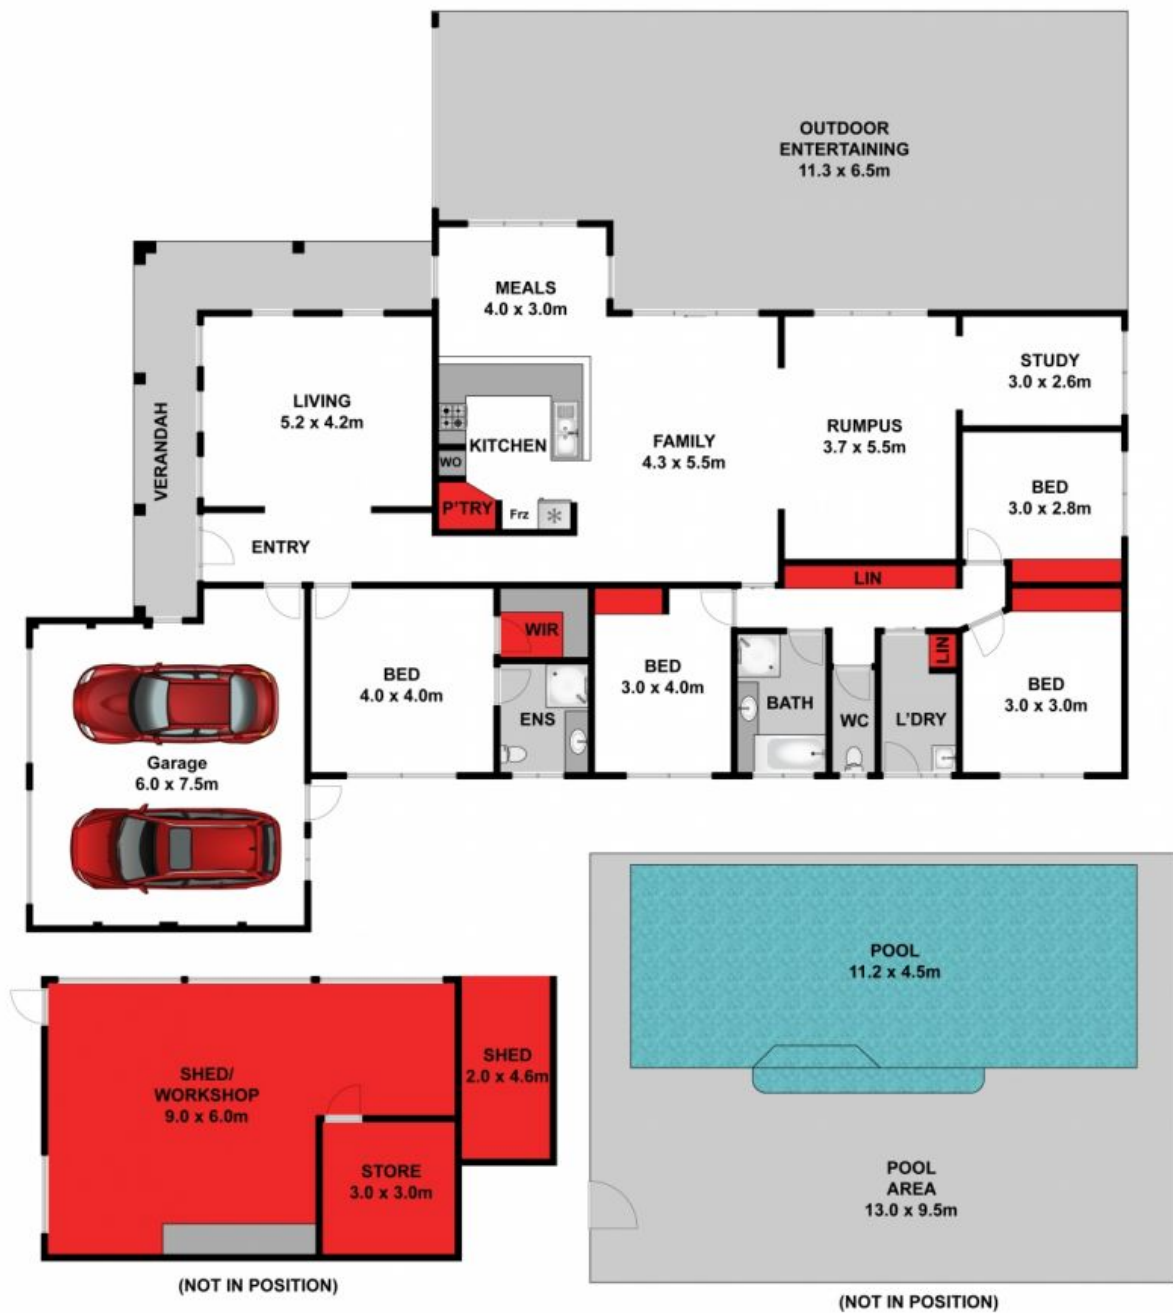 OUTDOOR
ENTERTAINING
11.3 x 6.5m
MEALS
4.0 x 3.0m
VERANDAH
LIVING
5.2 x 4.2m
KITCHEN
WO
P'TRY
Frz
FAMILY
4.3 x 5.5m
RUMPUS
3.7 x 5.5m
STUDY
3.0 x 2.6m
BED
3.0 x 2.8m
ENTRY
LIN
WIR
BED
4.0 x 4.0m
ENS
BED
3.0 x 4.0m
BATH
WC
LIN
L'DRY
BED
3.0 x 3.0m
Garage
6.0 x 7.5m
POOL
11.2 x 4.5m
SHED/
WORKSHOP
9.0 x 6.0m
SHED
2.0 x 4.6m
STORE
3.0 x 3.0m
POOL
AREA
13.0 x 9.5m
(NOT IN POSITION)
(NOT IN POSITION)